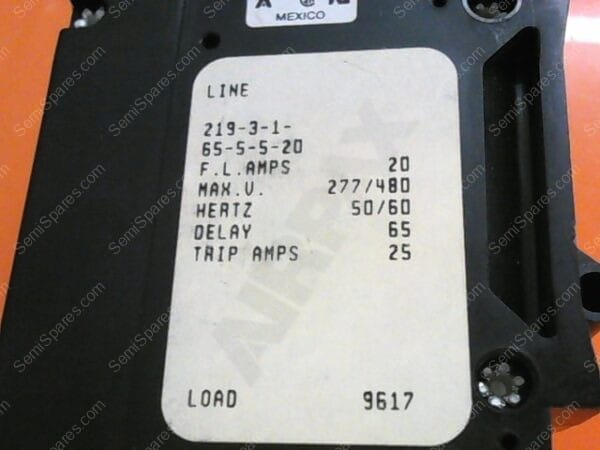 MEXICO
LINE
219-3-1-
65-5-5-20
F.L.AMPS 20
MAX.V. 277/480
HERTZ 50/60
DELAY 65
TRIP AMPS 25
AIRPAX
LOAD 9617
SemiSpares.com